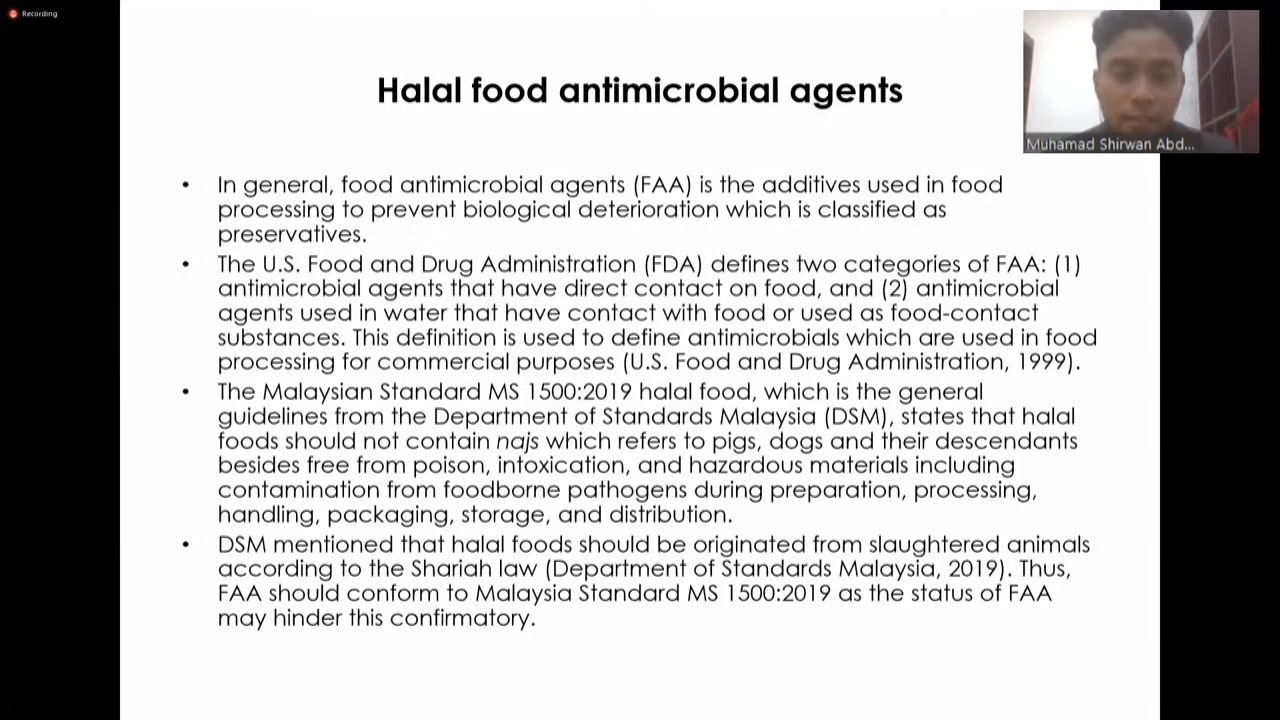 Recording
Halal food antimicrobial agents
Muhamad Shirwan Abd...
• In general, food antimicrobial agents (FAA) is the additives used in food
processing to prevent biological deterioration which is classified as
preservatives.
• The U.S. Food and Drug Administration (FDA) defines two categories of FAA: (1)
antimicrobial agents that have direct contact on food, and (2) antimicrobial
agents used in water that have contact with food or used as food-contact
substances. This definition is used to define antimicrobials which are used in food
processing for commercial purposes (U.S. Food and Drug Administration, 1999).
• The Malaysian Standard MS 1500:2019 halal food, which is the general
guidelines from the Department of Standards Malaysia (DSM), states that halal
foods should not contain najs which refers to pigs, dogs and their descendants
besides free from poison, intoxication, and hazardous materials including
contamination from foodborne pathogens during preparation, processing,
handling, packaging, storage, and distribution.
• DSM mentioned that halal foods should be originated from slaughtered animals
according to the Shariah law (Department of Standards Malaysia, 2019). Thus,
FAA should conform to Malaysia Standard MS 1500:2019 as the status of FAA
may hinder this confirmatory.